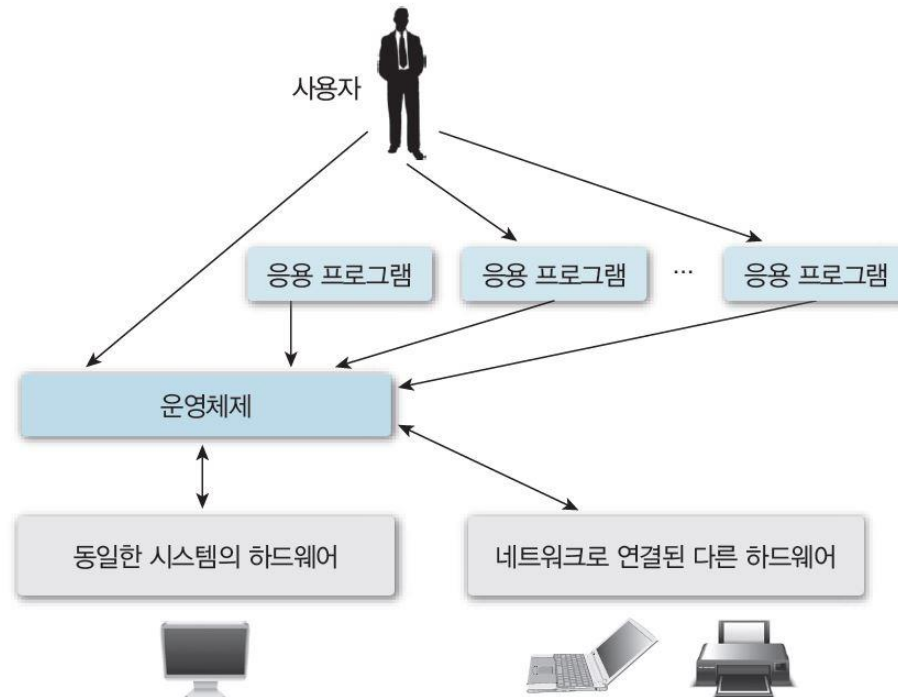 사용자
응용 프로그램
응용 프로그램
...
응용 프로그램
운영체제
동일한 시스템의 하드웨어
네트워크로 연결된 다른 하드웨어